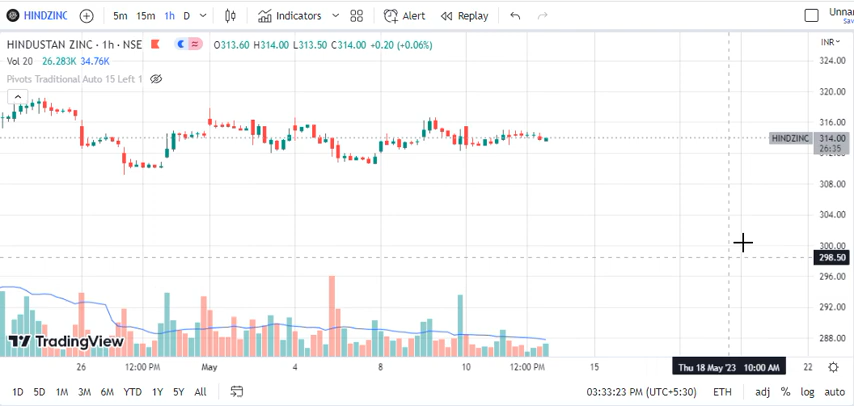 HINDZINC 5m 15m 1h D Indicators Alert Replay Unnar
Sav
HINDUSTAN ZINC · 1h · NSE O313.60 H314.00 L313.50 C314.00 +0.20 (+0.06%) INR
Vol 20 26.283K 34.76K
Pivots Traditional Auto 15 Left 1
324.00
320.00
316.00
HINDZINC 314.00
26:35
312.00
308.00
304.00
300.00
298.50
296.00
292.00
288.00
TradingView
26 12:00 PM May 4 8 10 12:00 PM 15 Thu 18 May '23 10:00 AM 22
1D 5D 1M 3M 6M YTD 1Y 5Y All 03:33:23 PM (UTC+5:30) ETH adj % log auto